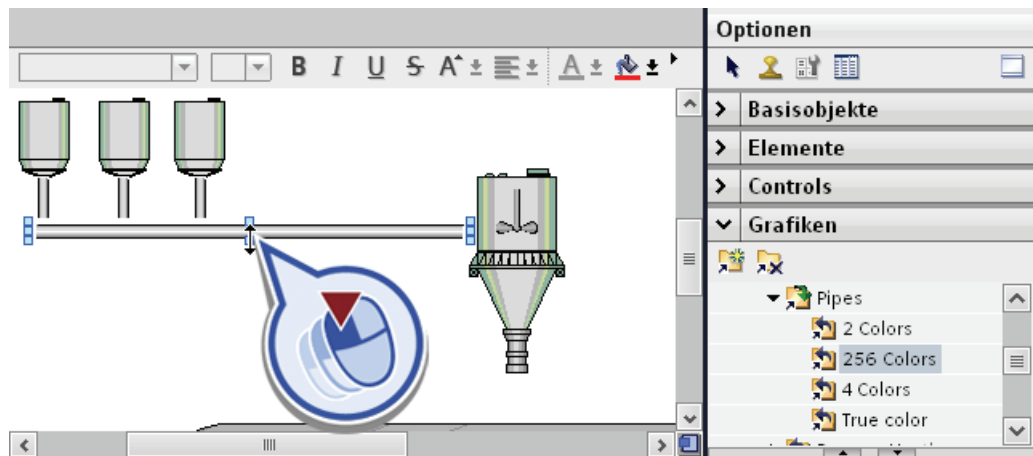 Optionen
B I U S A A
Basisobjekte
Elemente
Controls
Grafiken
Pipes
2 Colors
256 Colors
4 Colors
True color